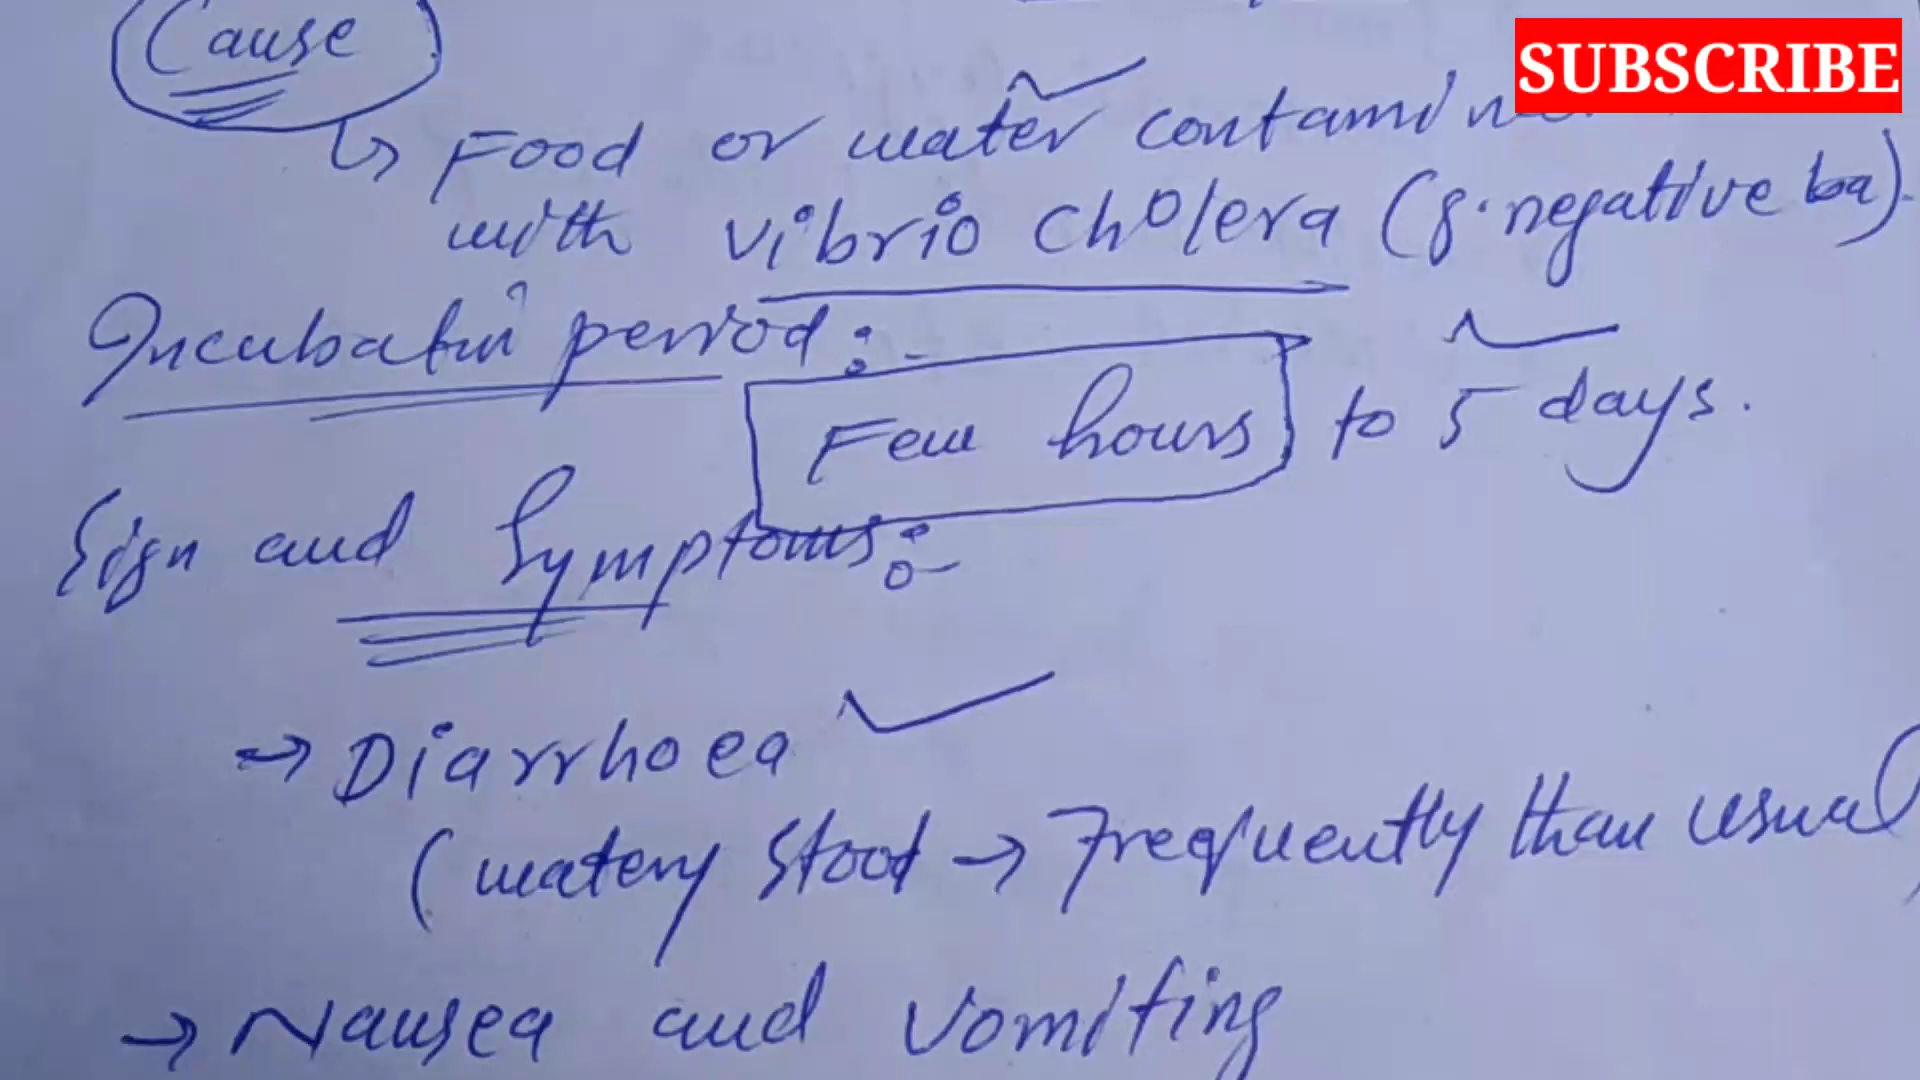 Cause
SUBSCRIBE
↳ Food or water
with vibrio cholera (g. negative ba).
Incubation period :-
Few hours to 5 days.
Sign and Symptoms :-
→ Diarrhoea
(watery stool → Frequently than usual
→ Nausea and vomiting